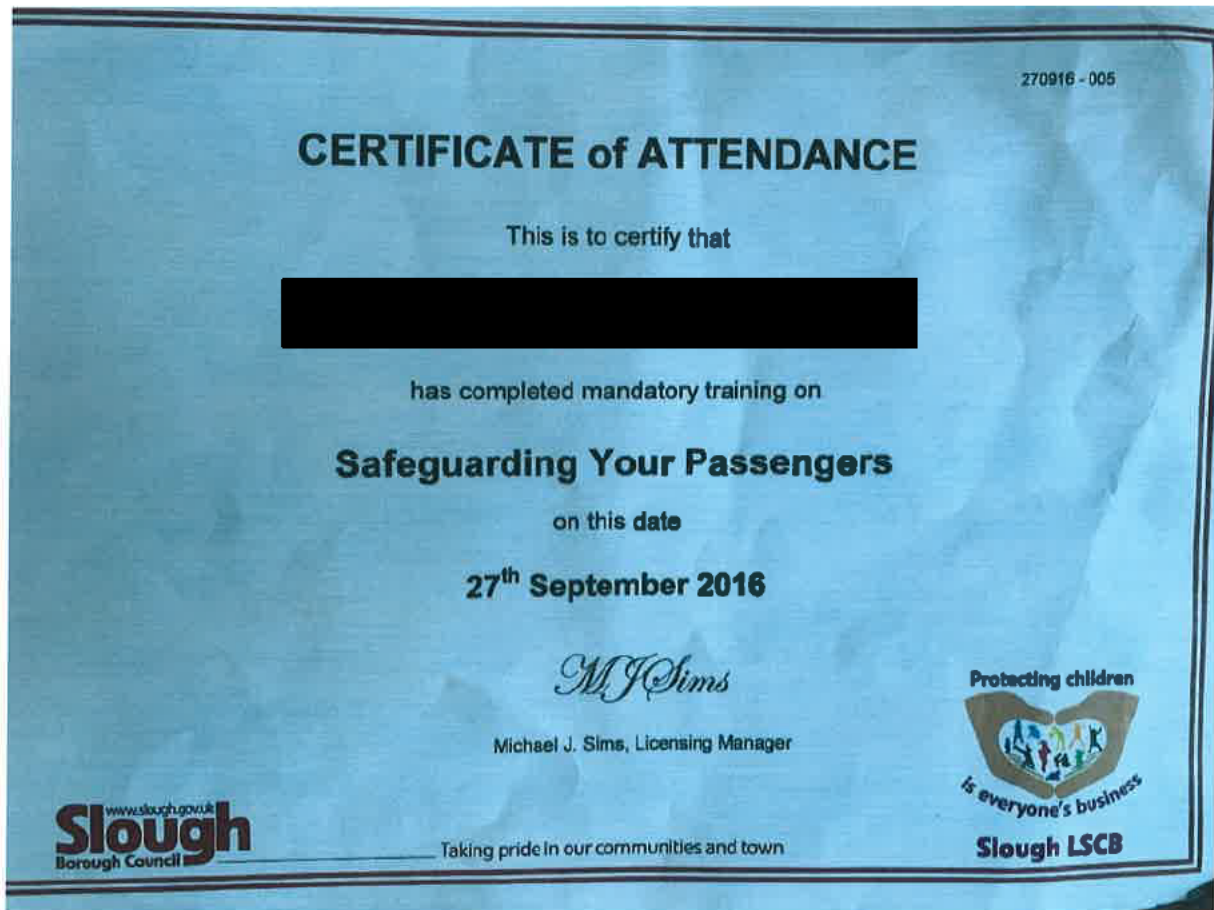 270916 - 005
CERTIFICATE of ATTENDANCE
This is to certify that
has completed mandatory training on
Safeguarding Your Passengers
on this date
27th September 2016
MJSims
Michael J. Sims, Licensing Manager
Protecting children
is everyone's business
Slough LSCB
www.slough.gov.uk
Slough
Borough Council
Taking pride in our communities and town